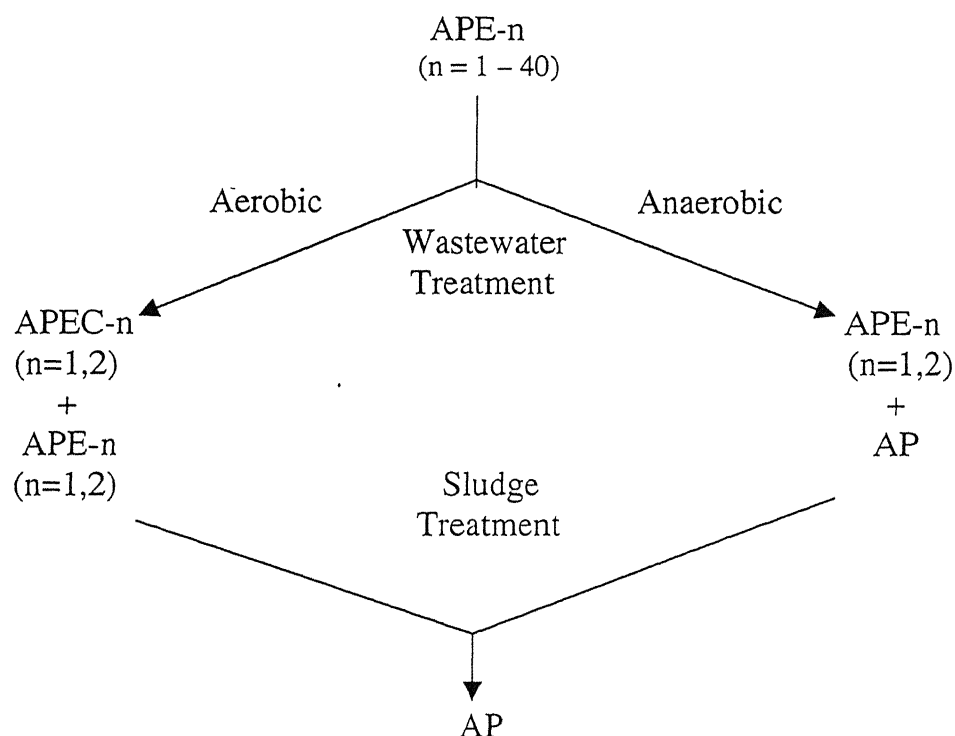 APE-n
(n = 1 – 40)
Aerobic
Anaerobic
Wastewater
Treatment
APEC-n
(n=1,2)
+
APE-n
(n=1,2)
APE-n
(n=1,2)
+
AP
Sludge
Treatment
AP